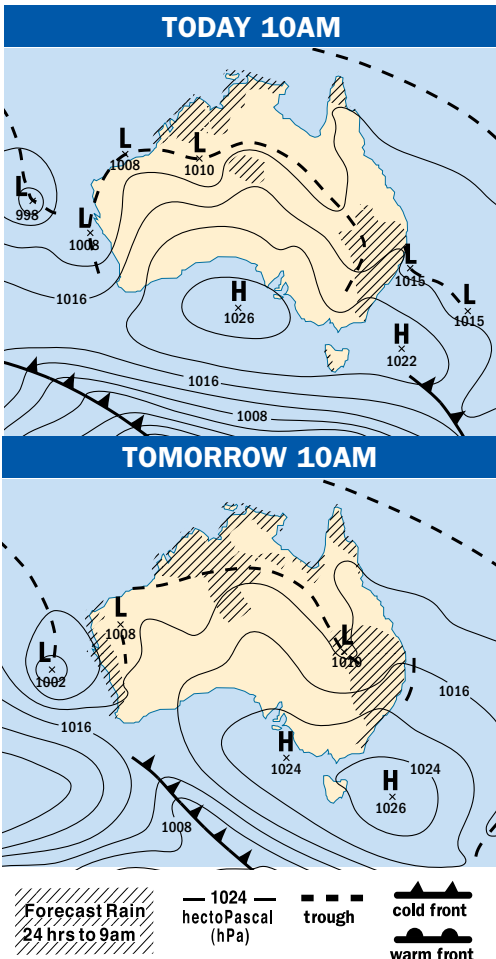 TODAY 10AM
L
1008
L
1010
L
998
L
1008
L
1015
L
1015
H
1026
H
1022
1016
1016
1008
TOMORROW 10AM
L
1008
L
1010
L
1002
1016
1016
H
1024
1024
H
1026
1008
Forecast Rain
24 hrs to 9am
1024
hectoPascal
(hPa)
trough
cold front
warm front